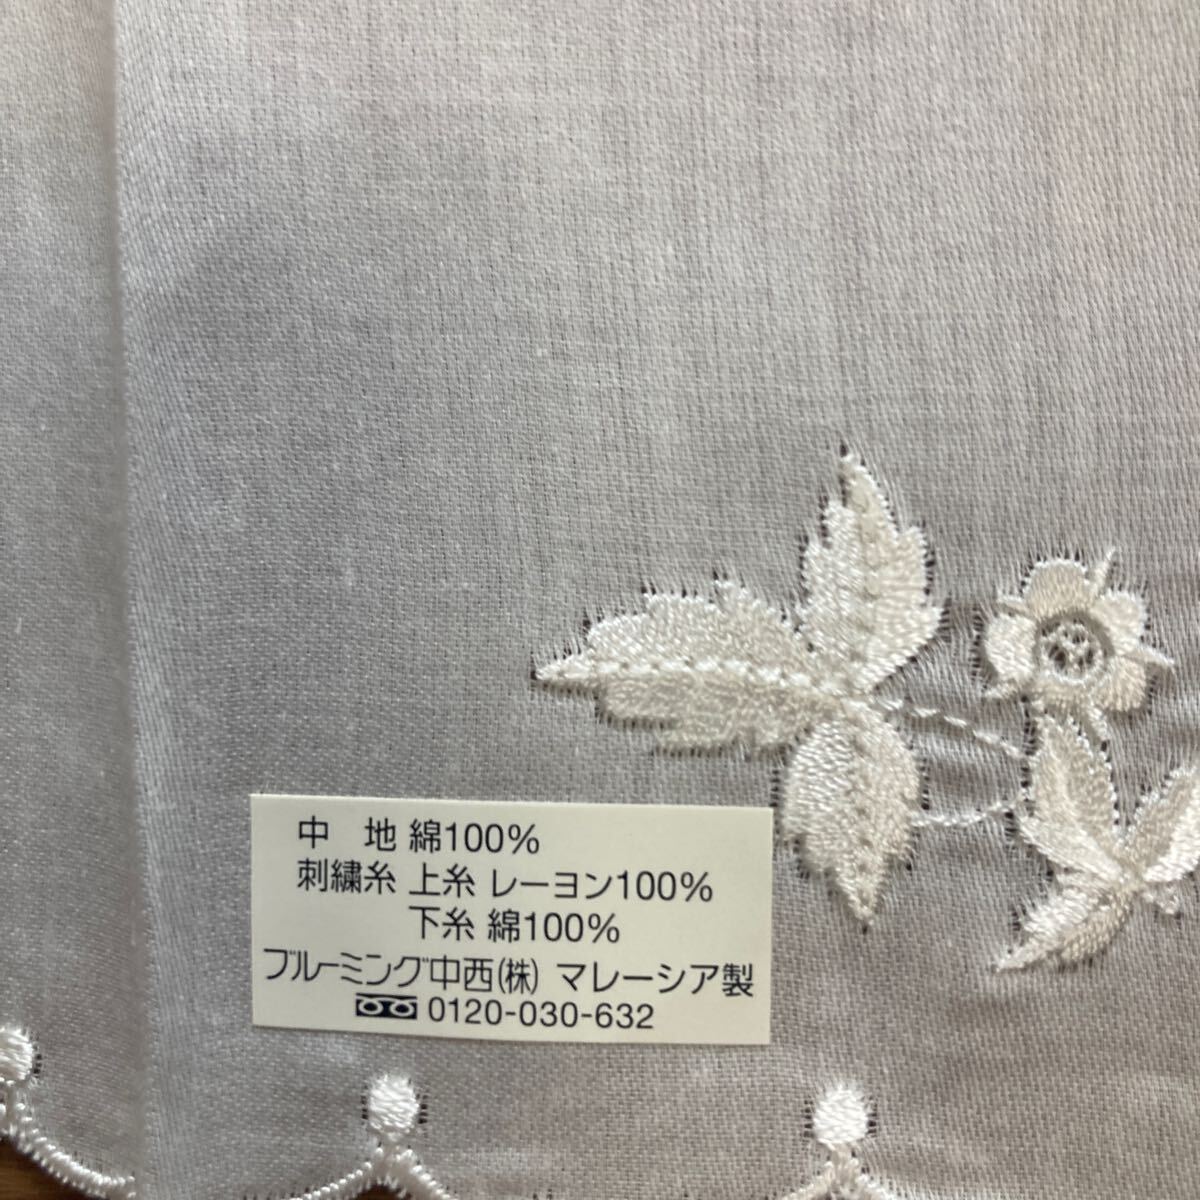 中 地 綿100%
刺繍糸 上糸 レーヨン100%
下糸 綿100%
ブルーミング中西(株) マレーシア製
0120-030-632